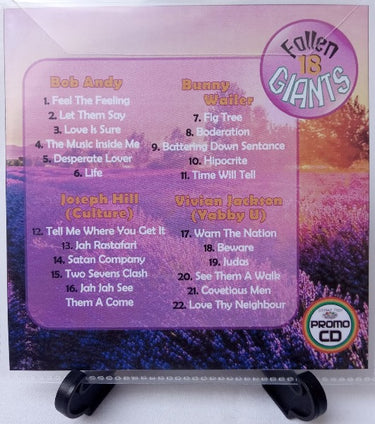 Fallen
18
GIANTS
Bob Andy
1. Feel The Feeling
2. Let Them Say
3. Love Is Sure
4. The Music Inside Me
5. Desperate Lover
6. Life
Bunny
Wailer
7. Fig Tree
8. Boderation
9. Battering Down Sentance
10. Hipocrite
11. Time Will Tell
Joseph Hill
(Culture)
12. Tell Me Where You Get It
13. Jah Rastafari
14. Satan Company
15. Two Sevens Clash
16. Jah Jah See
Them A Come
Vivian Jackson
(Yabby U)
17. Warn The Nation
18. Beware
19. Judas
20. See Them A Walk
21. Covetious Men
22. Love Thy Neighbour
PROMO
CD